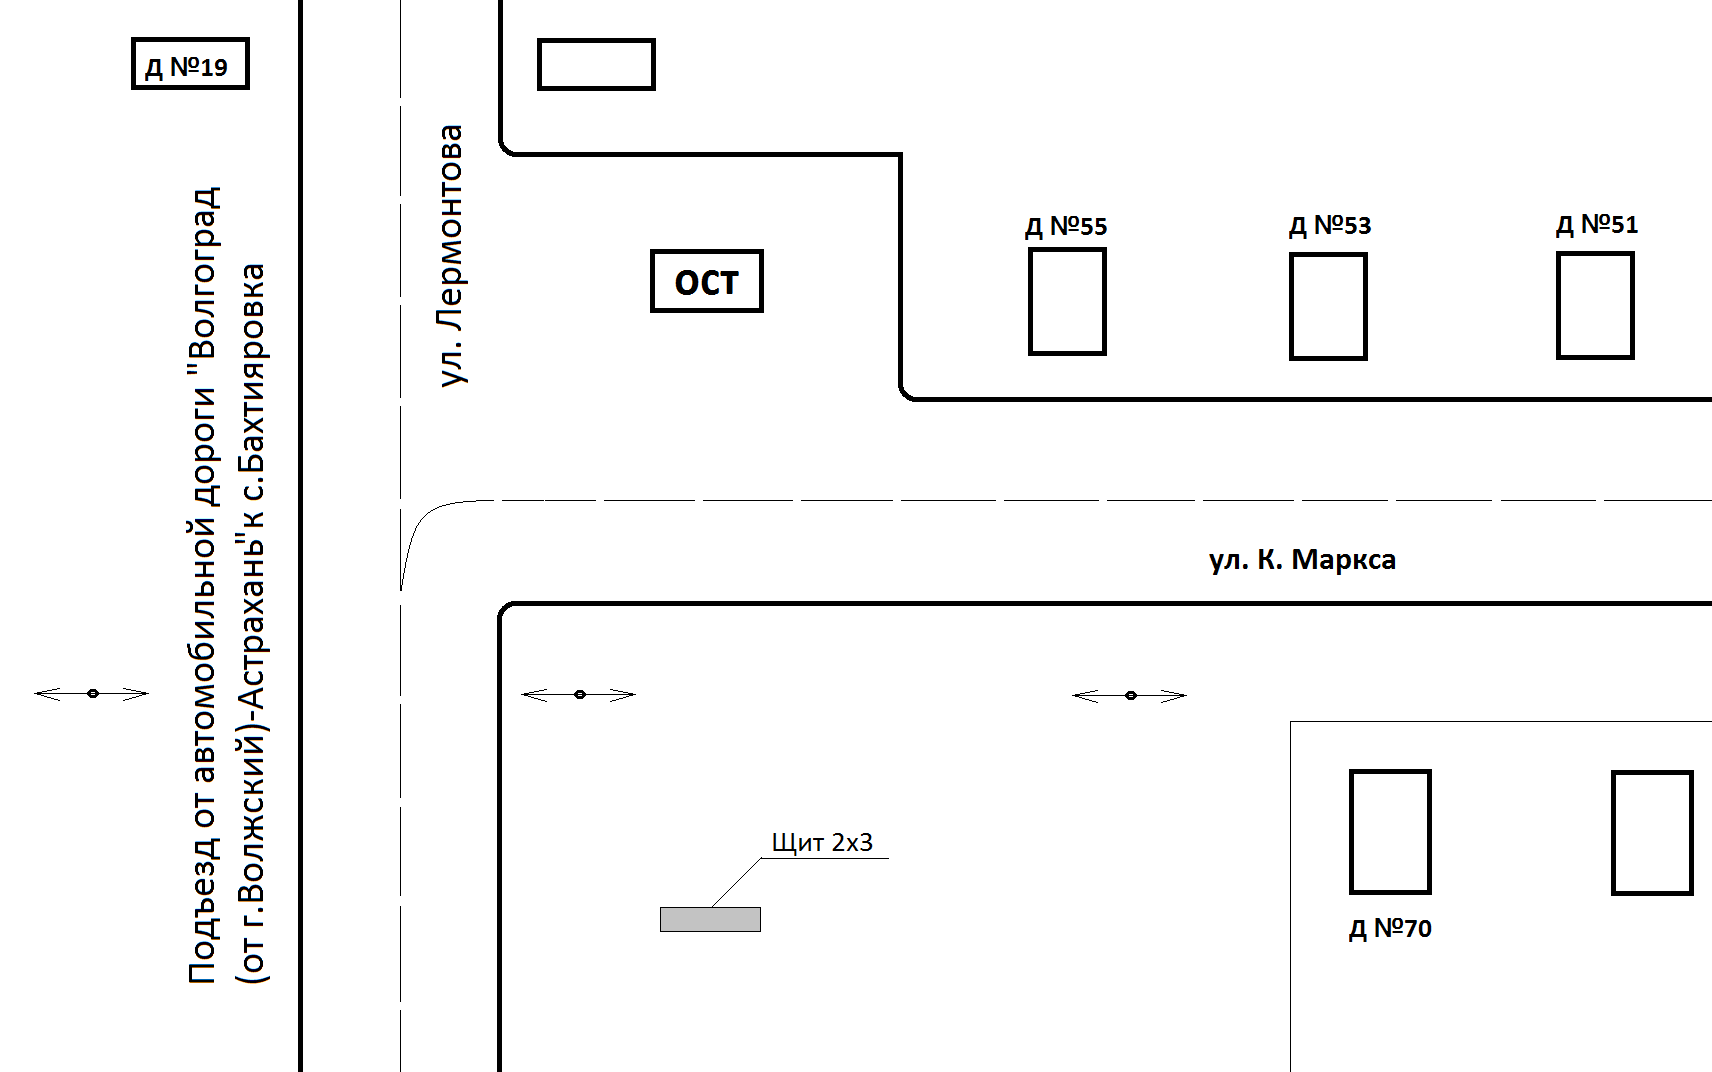 Д №19
Подъезд от автомобильной дороги "Волгоград
(от г.Волжский)-Астрахань"к с.Бахтияровка
ул. Лермонтова
ОСТ
Д №55
Д №53
Д №51
ул. К. Маркса
Щит 2х3
Д №70